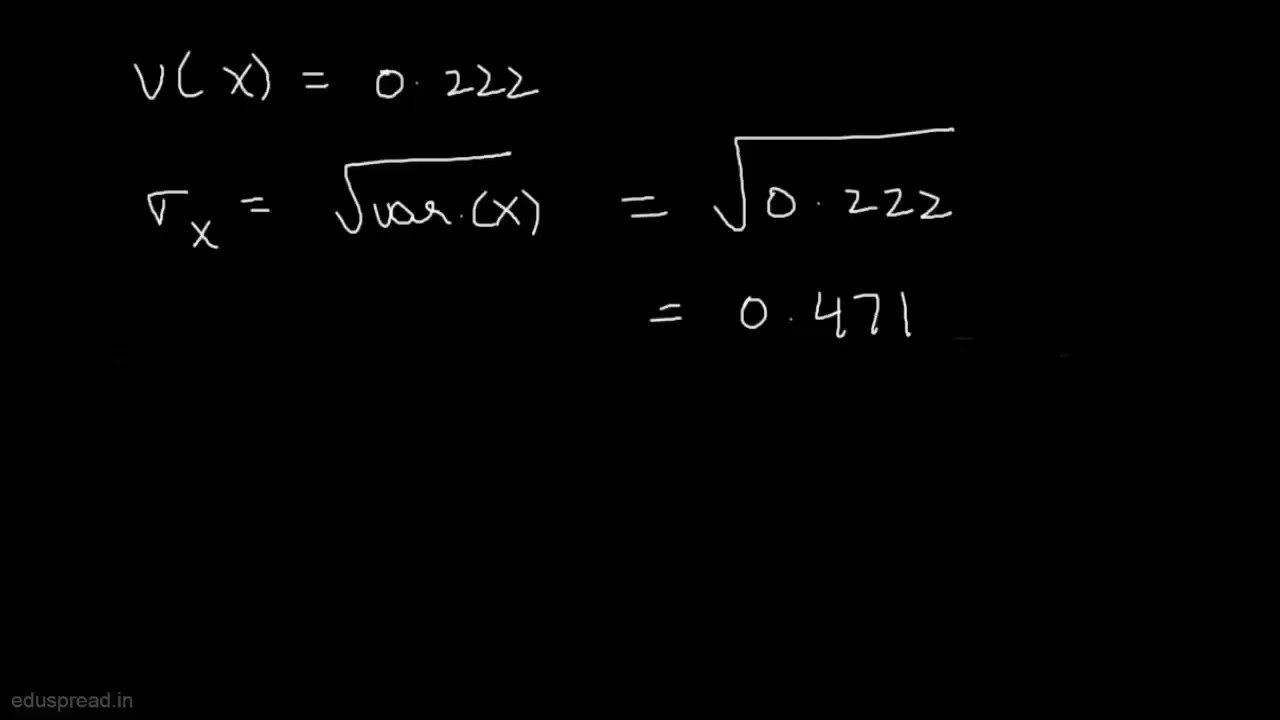 V(X) = 0.222
σx = √var.(X) = √0.222
= 0.471
eduspread.in